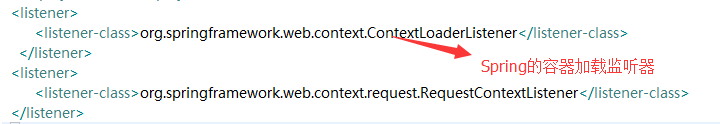 <listener>
<listener-class>org.springframework.web.context.ContextLoaderListener</listener-class>
</listener>
Spring的容器加载监听器
<listener>
<listener-class>org.springframework.web.context.request.RequestContextListener</listener-class>
</listener>